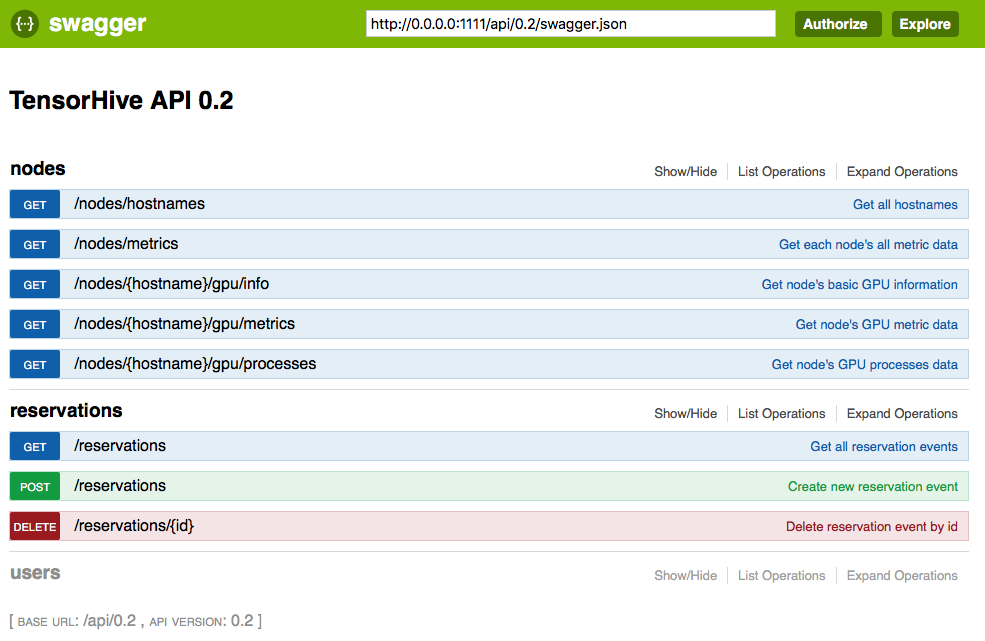 {··} swagger http://0.0.0.0:1111/api/0.2/swagger.json Authorize Explore
TensorHive API 0.2
nodes Show/Hide List Operations Expand Operations
GET /nodes/hostnames Get all hostnames
GET /nodes/metrics Get each node's all metric data
GET /nodes/{hostname}/gpu/info Get node's basic GPU information
GET /nodes/{hostname}/gpu/metrics Get node's GPU metric data
GET /nodes/{hostname}/gpu/processes Get node's GPU processes data
reservations Show/Hide List Operations Expand Operations
GET /reservations Get all reservation events
POST /reservations Create new reservation event
DELETE /reservations/{id} Delete reservation event by id
users Show/Hide List Operations Expand Operations
[ BASE URL: /api/0.2 , API VERSION: 0.2 ]